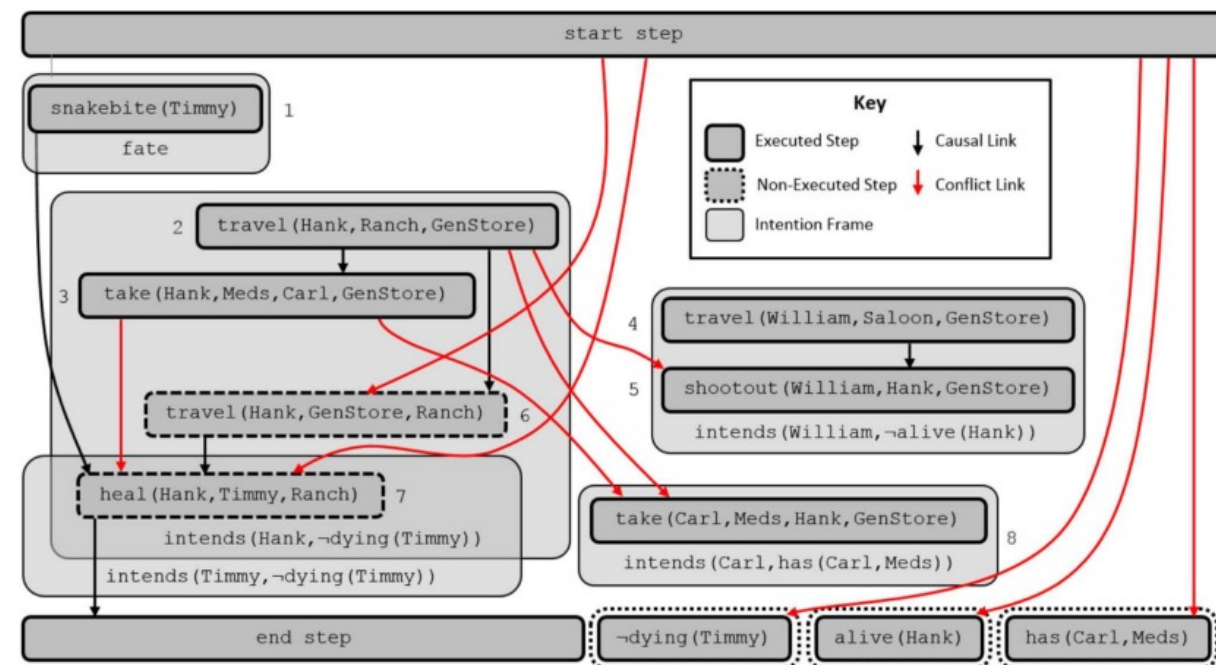 start step
snakebite(Timmy)
1
fate
Key
Executed Step
Causal Link
Non-Executed Step
Conflict Link
Intention Frame
2
travel(Hank,Ranch,GenStore)
3
take(Hank,Meds,Carl,GenStore)
4
travel(William,Saloon,GenStore)
5
shootout(William,Hank,GenStore)
intends(William,¬alive(Hank))
travel(Hank,GenStore,Ranch)
6
heal(Hank,Timmy,Ranch)
7
intends(Hank,¬dying(Timmy))
intends(Timmy,¬dying(Timmy))
take(Carl,Meds,Hank,GenStore)
8
intends(Carl,has(Carl,Meds))
end step
¬dying(Timmy)
alive(Hank)
has(Carl,Meds)